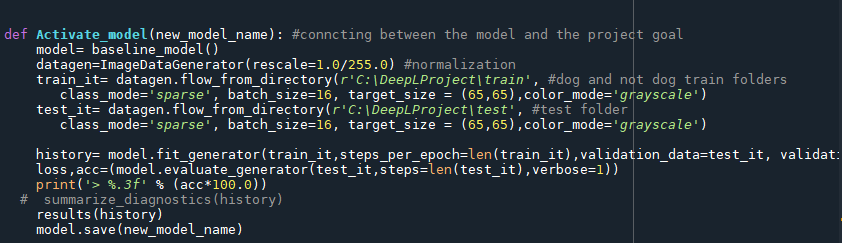 def Activate_model(new_model_name): #conncting between the model and the project goal
model= baseline_model()
datagen=ImageDataGenerator(rescale=1.0/255.0) #normalization
train_it= datagen.flow_from_directory(r'C:\DeepLProject\train', #dog and not dog train folders
class_mode='sparse', batch_size=16, target_size = (65,65),color_mode='grayscale')
test_it= datagen.flow_from_directory(r'C:\DeepLProject\test', #test folder
class_mode='sparse', batch_size=16, target_size = (65,65),color_mode='grayscale')
history= model.fit_generator(train_it,steps_per_epoch=len(train_it),validation_data=test_it, validati
loss,acc=(model.evaluate_generator(test_it,steps=len(test_it),verbose=1))
print('> %.3f' % (acc*100.0))
#  summarize_diagnostics(history)
results(history)
model.save(new_model_name)